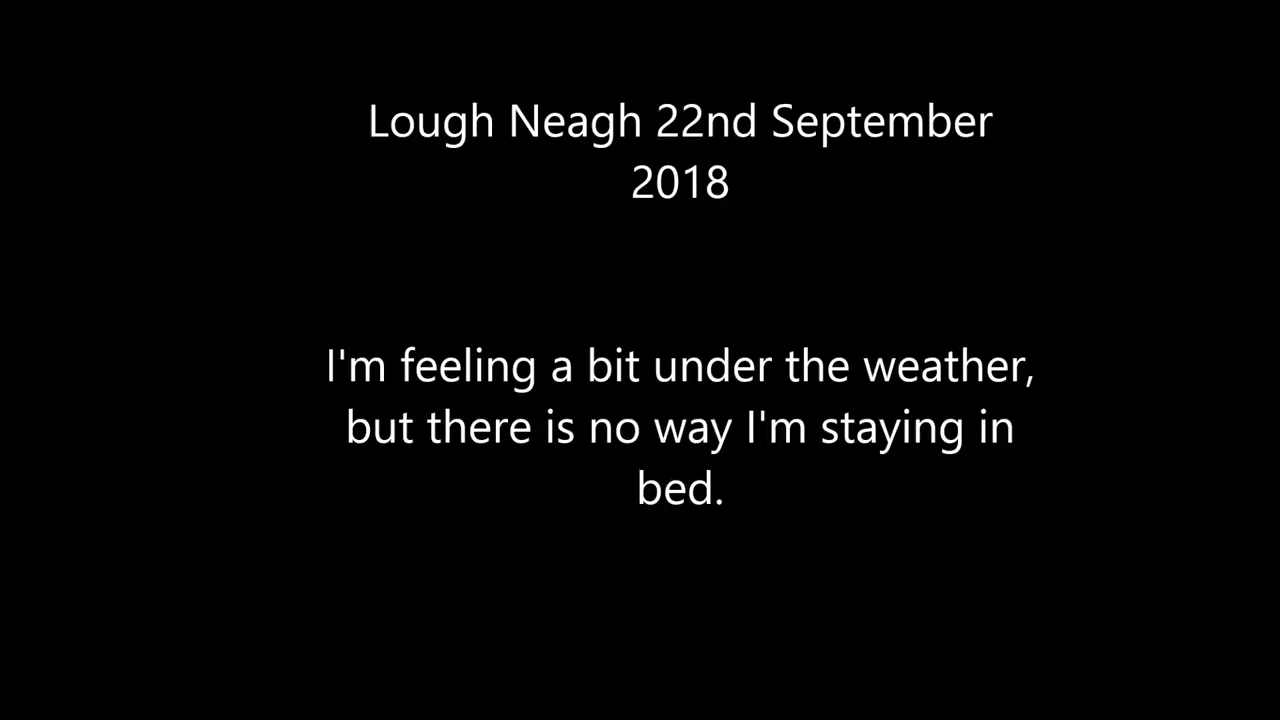 Lough Neagh 22nd September
2018
I'm feeling a bit under the weather,
but there is no way I'm staying in
bed.